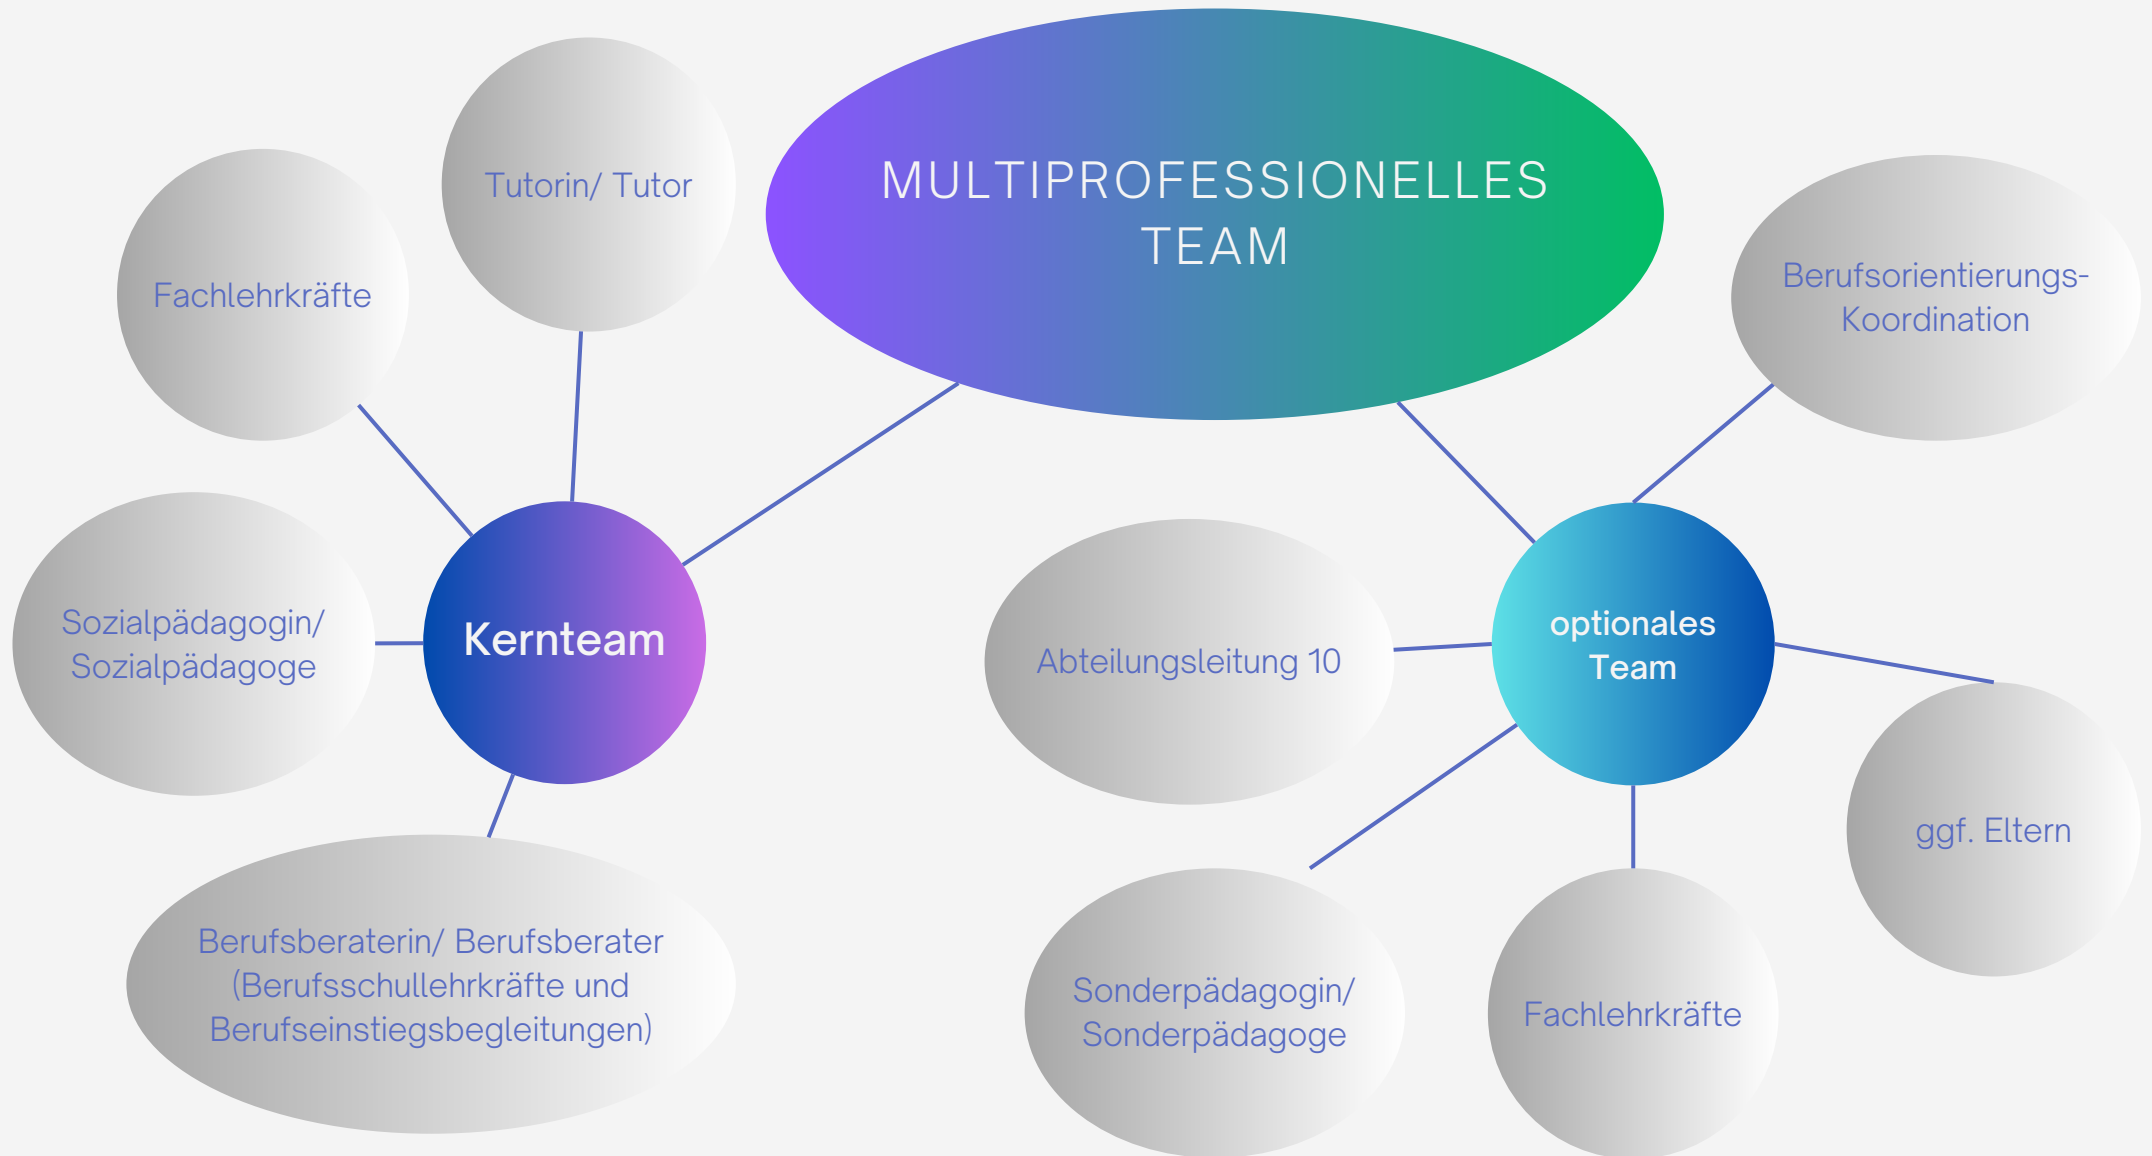 MULTIPROFESSIONELLES
TEAM
Tutorin/ Tutor
Fachlehrkräfte
Sozialpädagogin/
Sozialpädagoge
Kernteam
Berufsberaterin/ Berufsberater
(Berufsschullehrkräfte und
Berufseinstiegsbegleitungen)
Berufsorientierungs-
Koordination
optionales
Team
Abteilungsleitung 10
ggf. Eltern
Sonderpädagogin/
Sonderpädagoge
Fachlehrkräfte